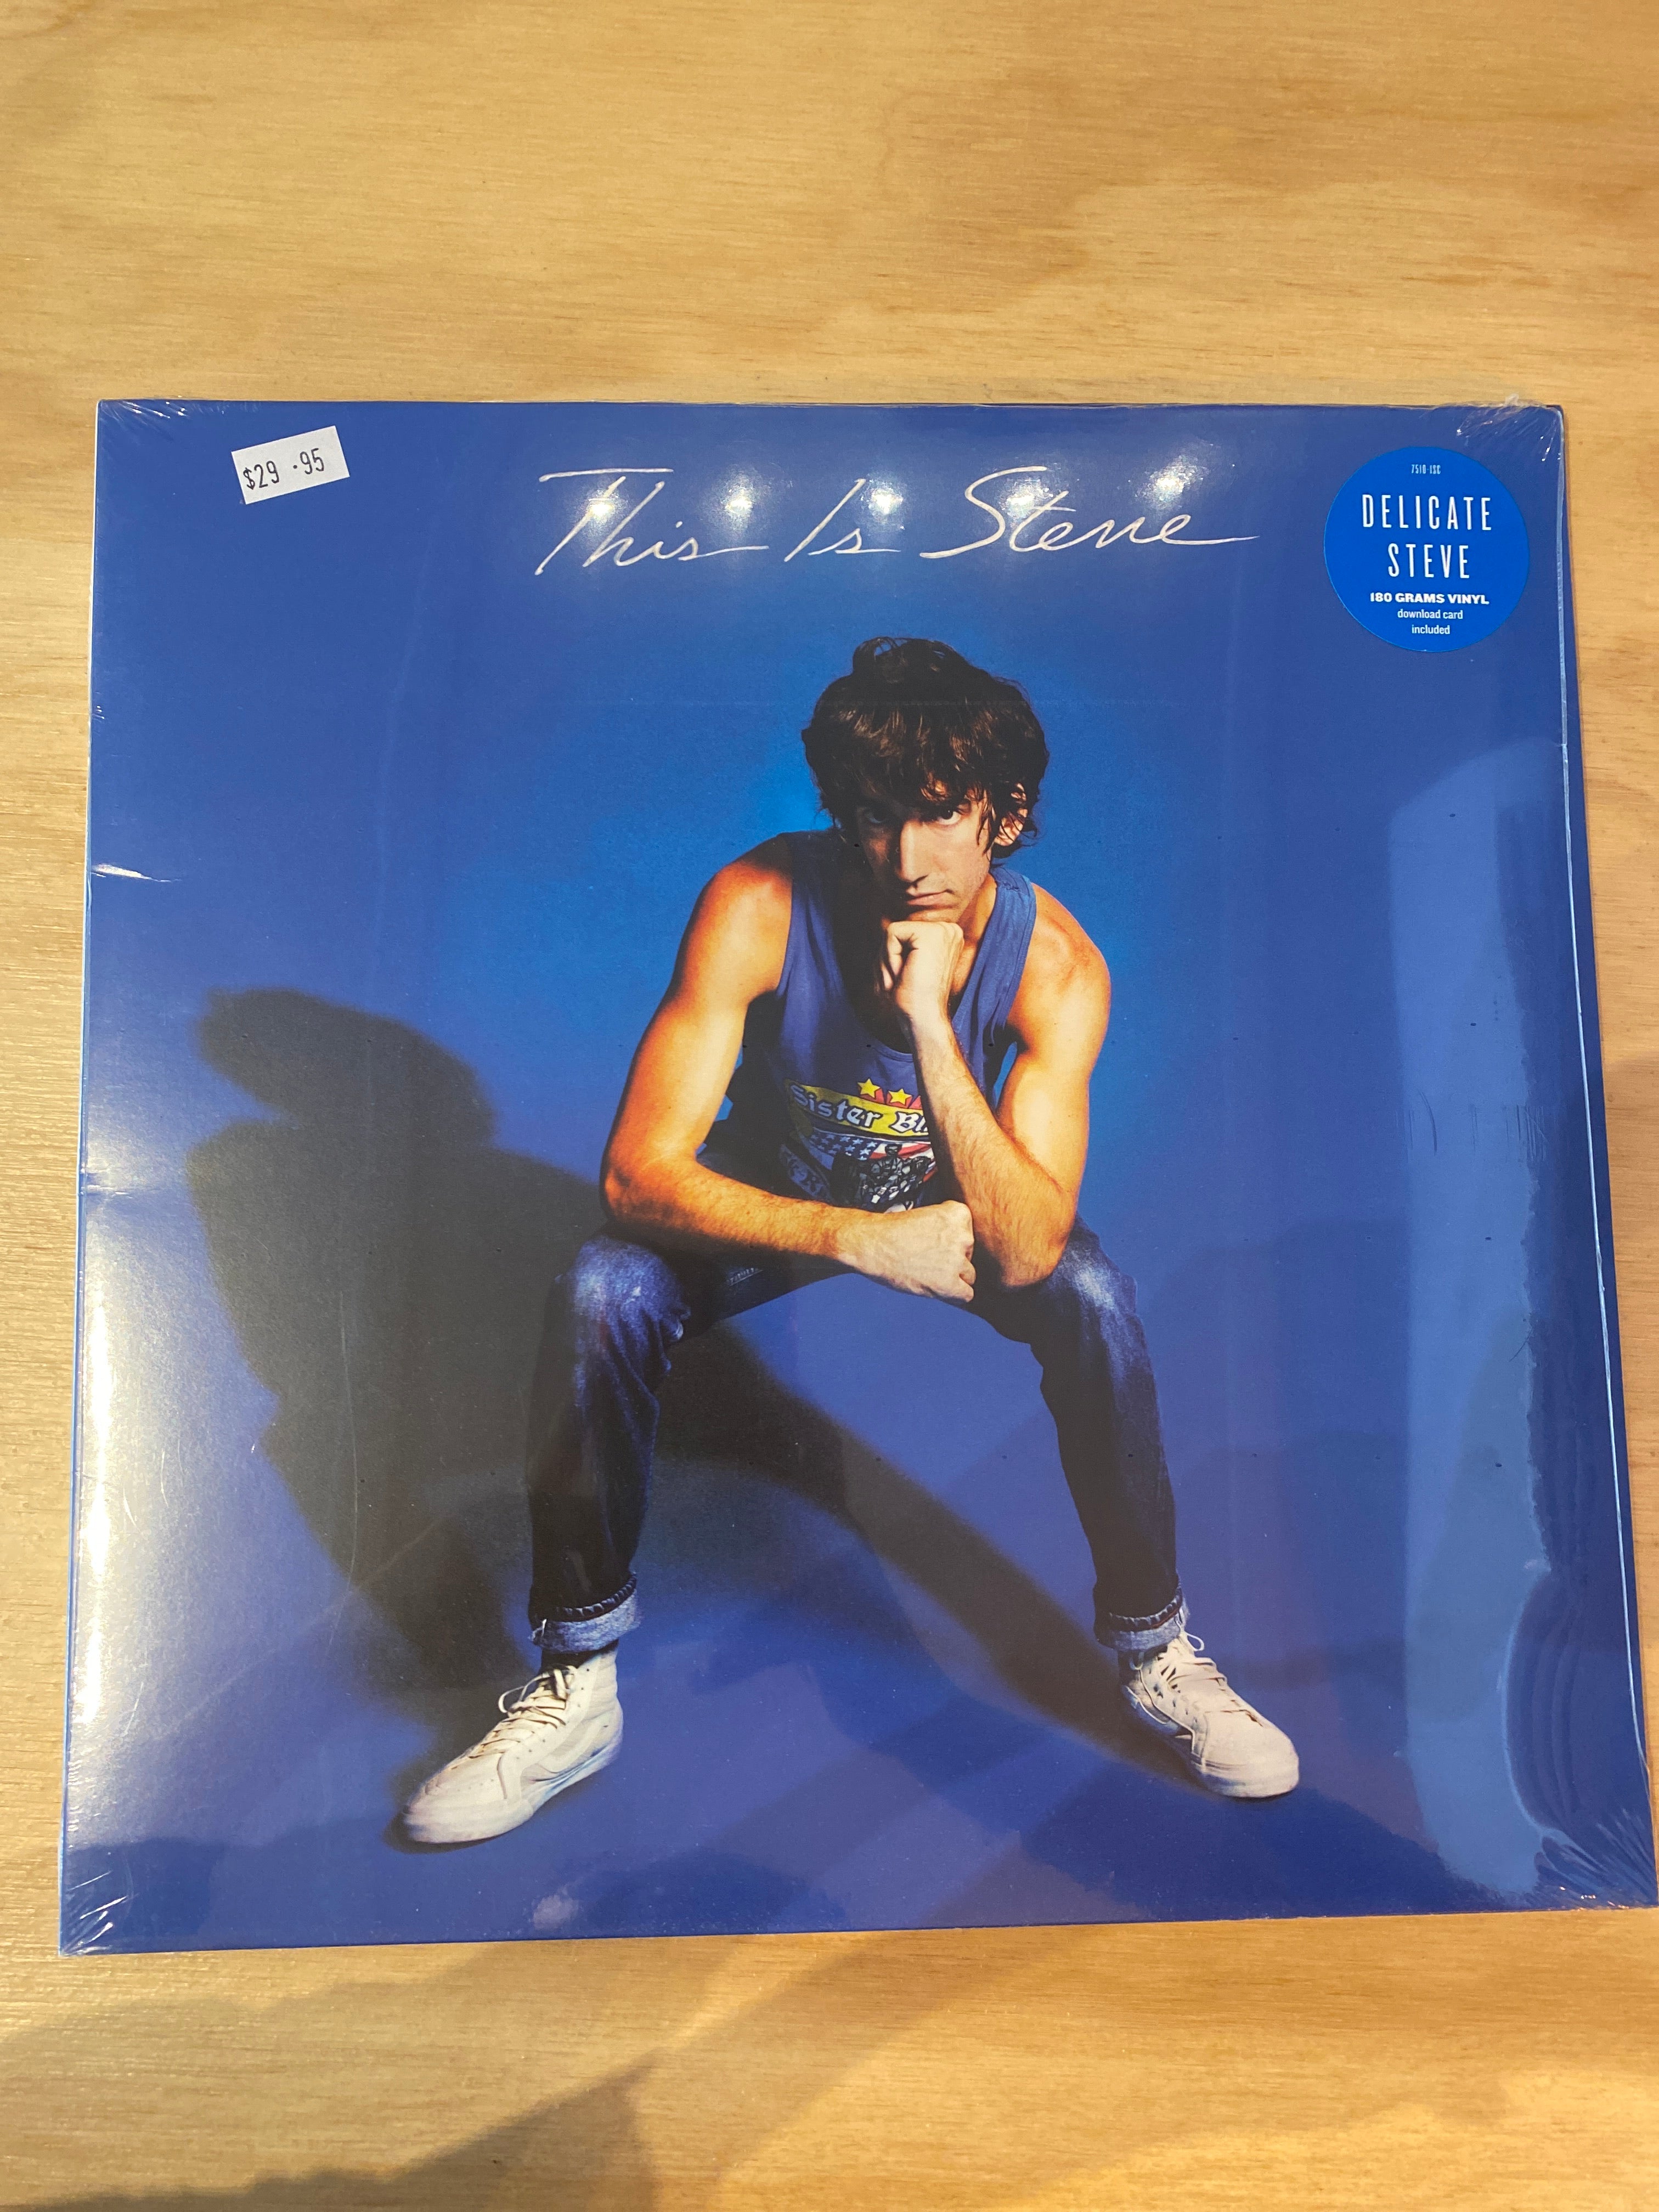 $29.95
This Is Steve
7510-1SC
DELICATE
STEVE
180 GRAMS VINYL
download card
included
Sister